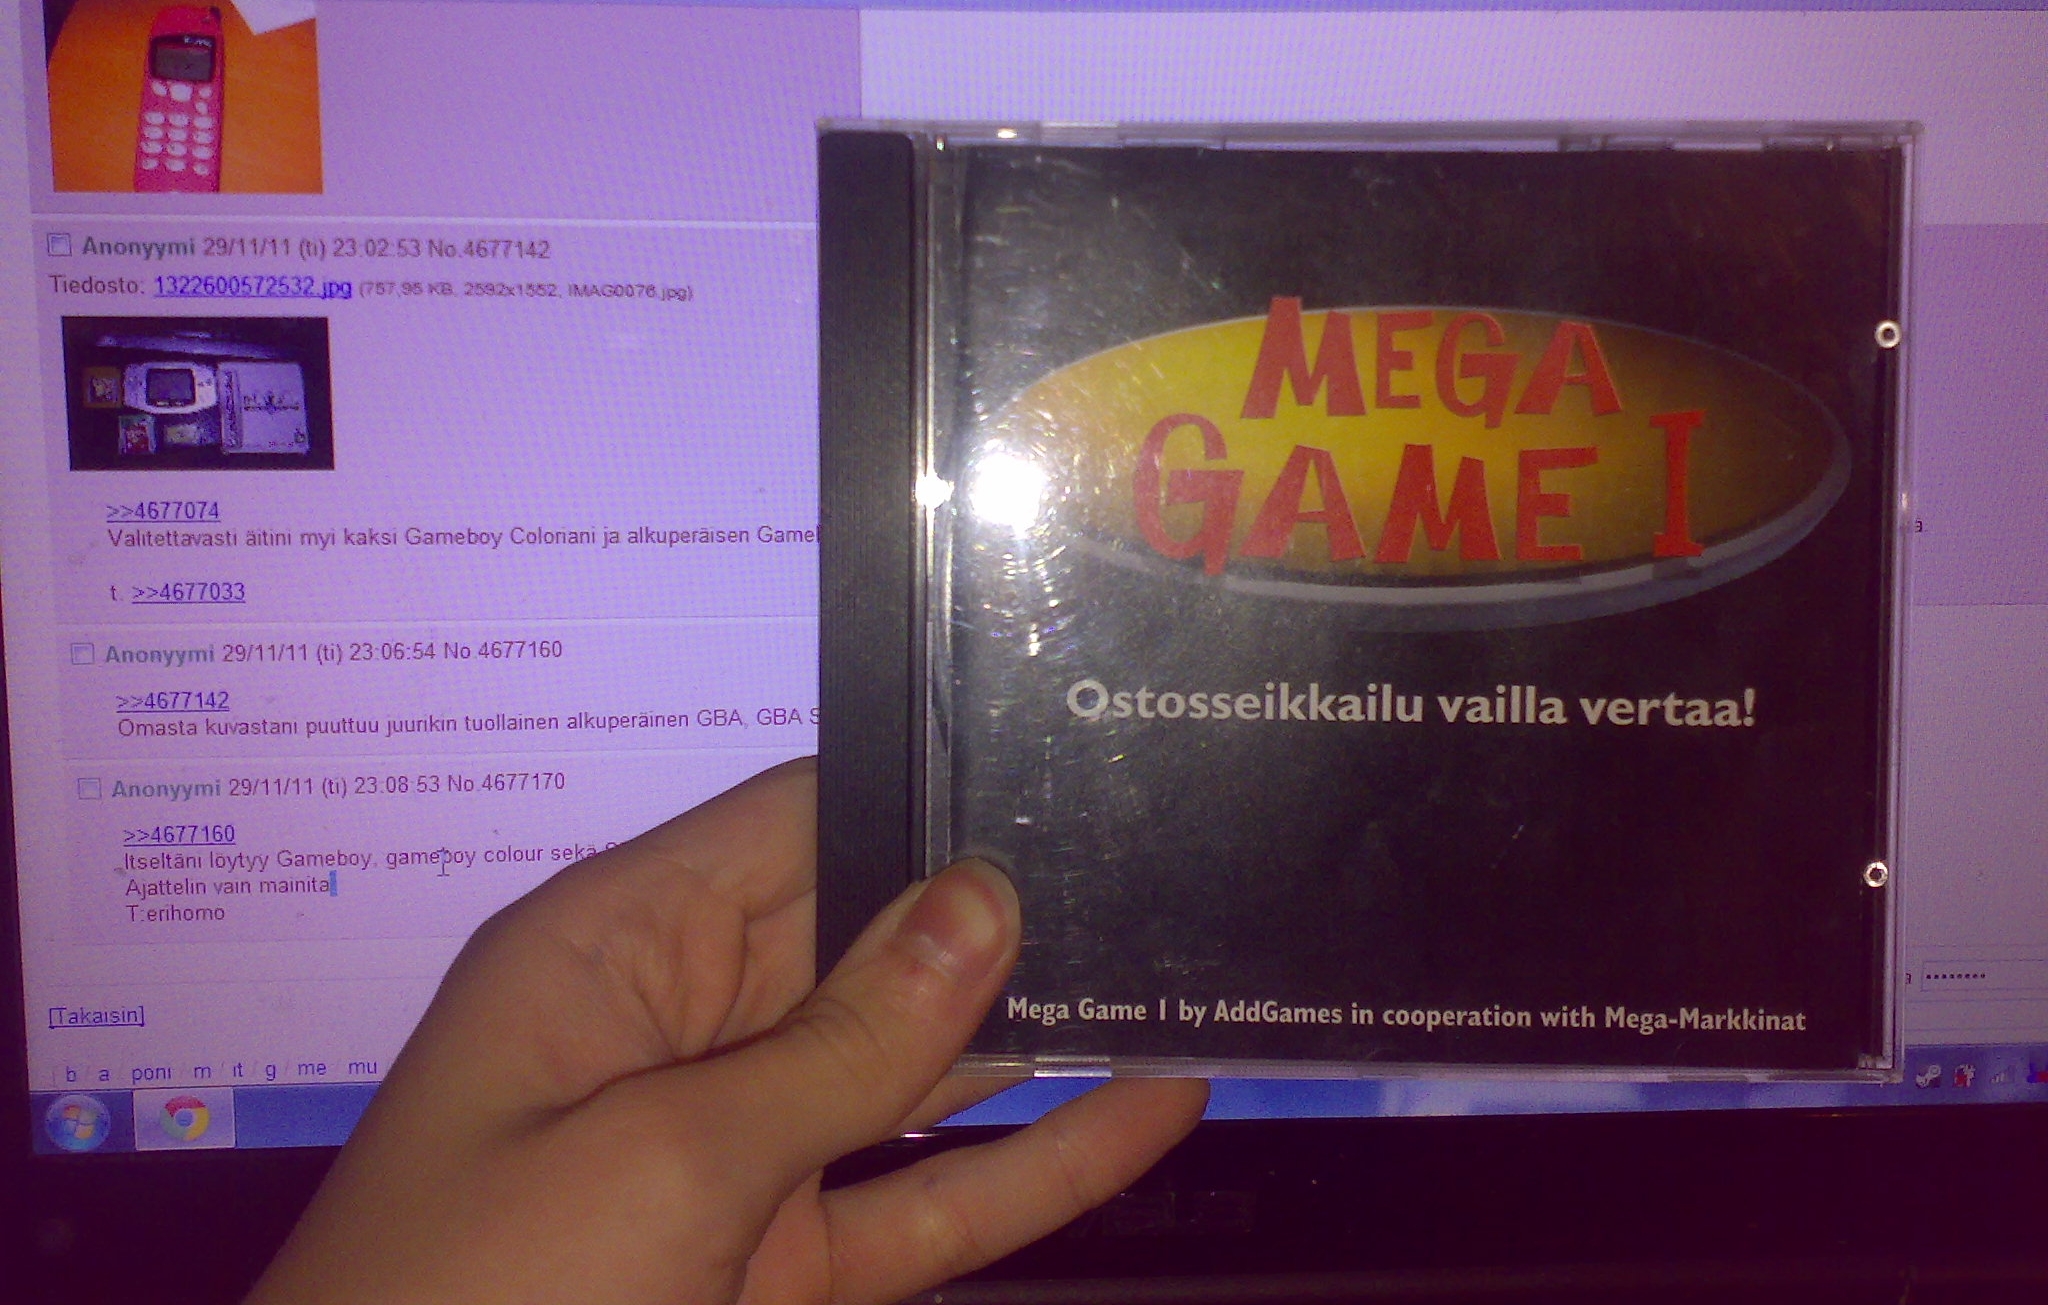 Anonyymi 29/11/11 (ti) 23:02:53 No.4677142
Tiedosto: 1322600572532.jpg (757,95 KB, 2592x1552, IMAG0076.jpg)
>>4677074
Valitettavasti äitini myi kaksi Gameboy Coloriani ja alkuperäisen
t. >>4677033
Anonyymi 29/11/11 (ti) 23:06:54 No.4677160
>>4677142
Omasta kuvastani puuttuu juurikin tuollainen alkuperäinen GBA, GBA S
Anonyymi 29/11/11 (ti) 23:08:53 No.4677170
>>4677160
Itseltäni löytyy Gameboy, gameboy colour sekä
Ajattelin vain mainita
T:erihomo
[Takaisin]
b / a / poni / m / it / g / me / mu
MEGA
GAME I
Ostosseikkailu vailla vertaa!
Mega Game I by AddGames in cooperation with Mega-Markkinat